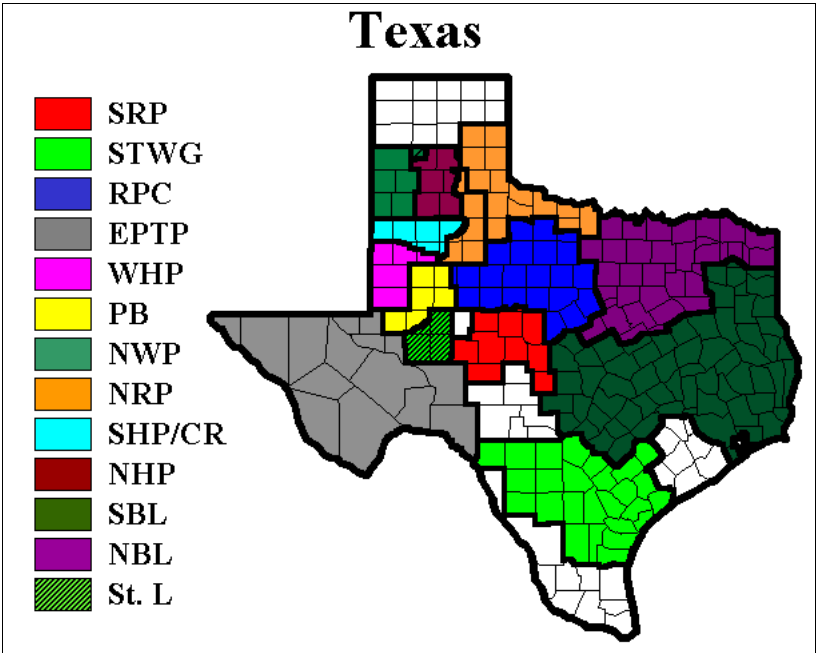 Texas
SRP
STWG
RPC
EPTP
WHP
PB
NWP
NRP
SHP/CR
NHP
SBL
NBL
St. L